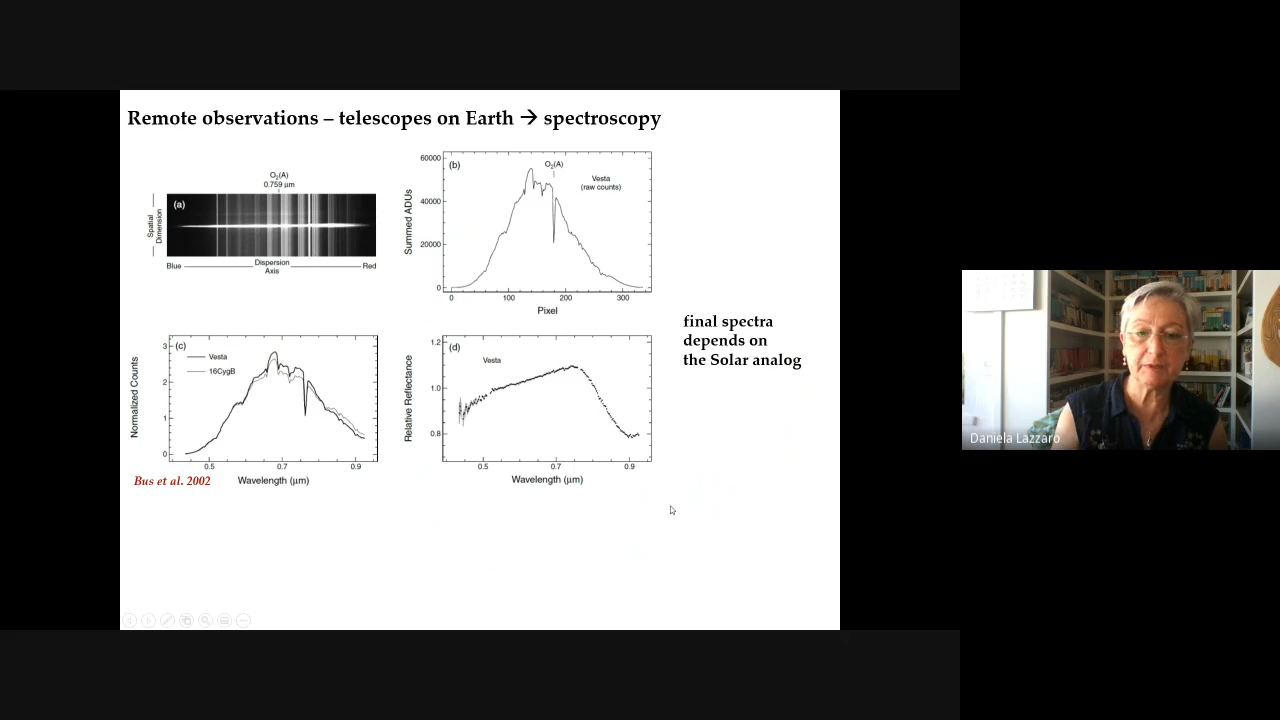 Remote observations – telescopes on Earth → spectroscopy
O2(A)
0.759 µm
(a)
Spatial
Dimension
Blue
Dispersion
Axis
Red
(b)
O2(A)
Vesta
(raw counts)
60000
40000
20000
0
Summed ADUs
0
100
200
300
Pixel
final spectra
depends on
the Solar analog
(c)
Vesta
16CygB
3
2
1
0
Normalized Counts
0.5
0.7
0.9
Wavelength (µm)
(d)
Vesta
1.2
1.0
0.8
Relative Reflectance
0.5
0.7
0.9
Wavelength (µm)
Bus et al. 2002
Daniela Lazzaro